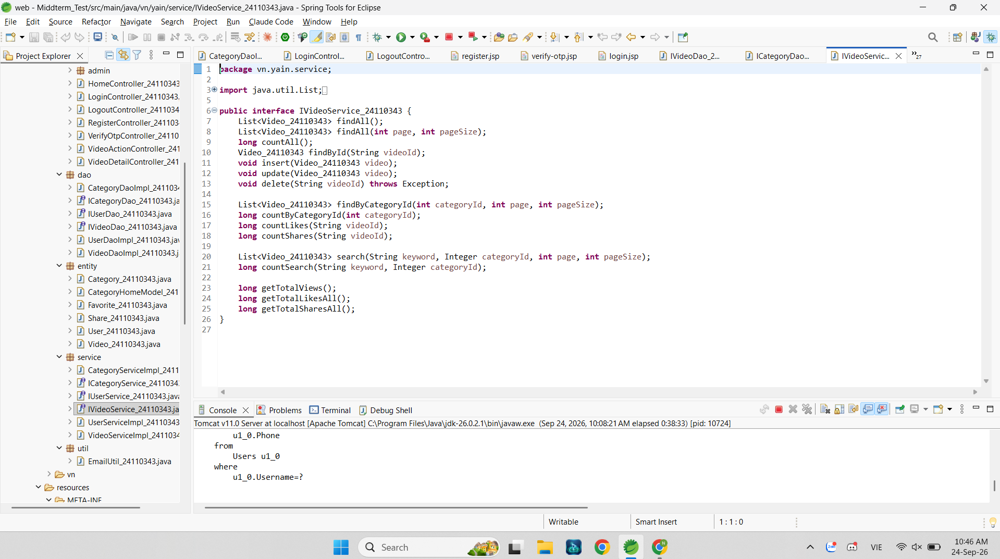 web - Middterm_Test/src/main/java/vn/yain/service/IVideoService_24110343.java - Spring Tools for Eclipse
File Edit Source Refactor Navigate Search Project Run Claude Code Window Help
Project Explorer
admin
HomeController_24110343
LoginController_24110343.
LogoutController_2411034
RegisterController_241103
VerifyOtpController_24110
VideoActionController_241
VideoDetailController_241
dao
CategoryDaoImpl_2411034
ICategoryDao_24110343.ja
IUserDao_24110343.java
IVideoDao_24110343.java
UserDaoImpl_24110343.jav
VideoDaoImpl_24110343.j
entity
Category_24110343.java
CategoryHomeModel_241
Favorite_24110343.java
Share_24110343.java
User_24110343.java
Video_24110343.java
service
CategoryServiceImpl_2411
ICategoryService_2411034
IUserService_24110343.java
IVideoService_24110343.ja
UserServiceImpl_24110343
VideoServiceImpl_2411034
util
EmailUtil_24110343.java
vn
resources
META-INF
CategoryDaoI... LoginControl... LogoutContro... register.jsp verify-otp.jsp login.jsp IVideoDao_2... ICategoryDao... IVideoServic... »27
1 package vn.yain.service;
2
3 import java.util.List;
5
6 public interface IVideoService_24110343 {
7 List<Video_24110343> findAll();
8 List<Video_24110343> findAll(int page, int pageSize);
9 long countAll();
10 Video_24110343 findById(String videoId);
11 void insert(Video_24110343 video);
12 void update(Video_24110343 video);
13 void delete(String videoId) throws Exception;
14
15 List<Video_24110343> findByCategoryId(int categoryId, int page, int pageSize);
16 long countByCategoryId(int categoryId);
17 long countLikes(String videoId);
18 long countShares(String videoId);
19
20 List<Video_24110343> search(String keyword, Integer categoryId, int page, int pageSize);
21 long countSearch(String keyword, Integer categoryId);
22
23 long getTotalViews();
24 long getTotalLikesAll();
25 long getTotalSharesAll();
26 }
27
Console Problems Terminal Debug Shell
Tomcat v11.0 Server at localhost [Apache Tomcat] C:\Program Files\Java\jdk-26.0.2.1\bin\javaw.exe (Sep 24, 2026, 10:08:21 AM elapsed 0:38:33) [pid: 10724]
u1_0.Phone
from
Users u1_0
where
u1_0.Username=?
Writable Smart Insert 1 : 1 : 0
Search
Zalo
N
VIE
10:46 AM
24-Sep-26